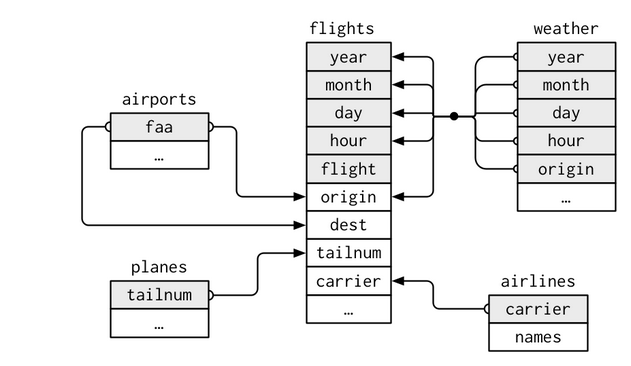 flights
year
month
day
hour
flight
origin
dest
tailnum
carrier
…
weather
year
month
day
hour
origin
…
airports
faa
…
planes
tailnum
…
airlines
carrier
names